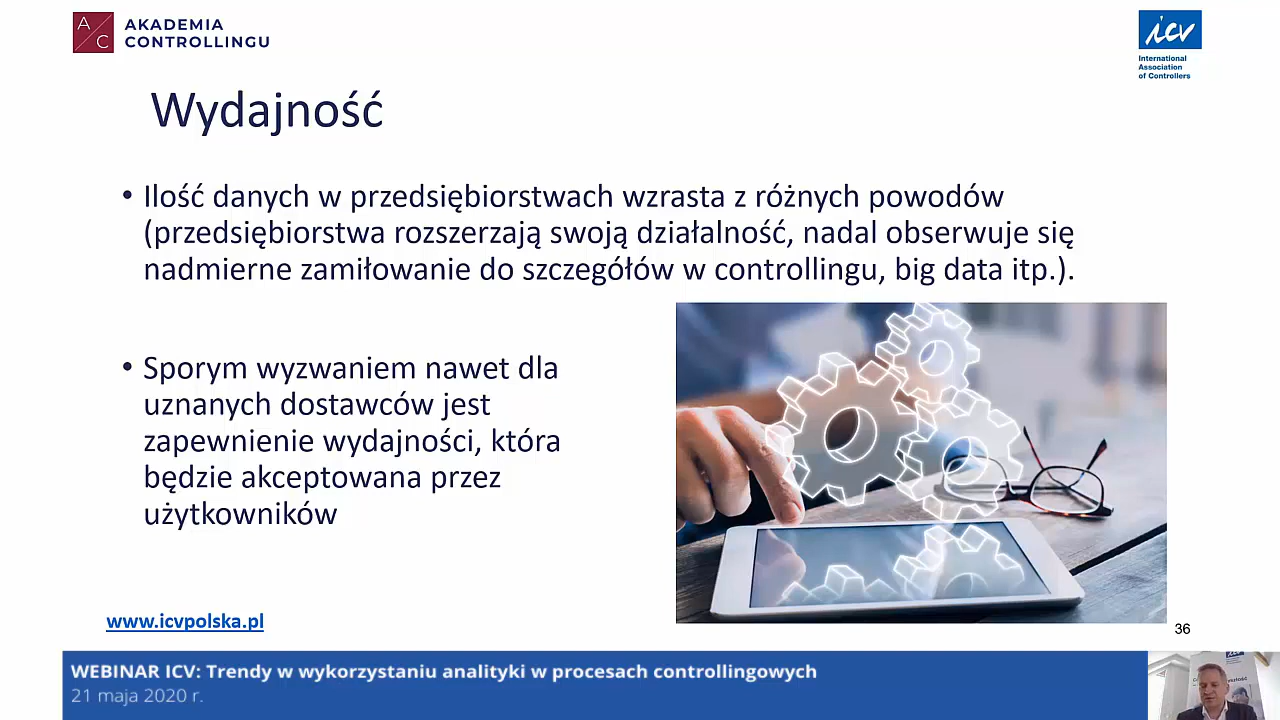 AKADEMIA
CONTROLLINGU
A
C
icv
International
Association
of Controllers
Wydajność
• Ilość danych w przedsiębiorstwach wzrasta z różnych powodów
(przedsiębiorstwa rozszerzają swoją działalność, nadal obserwuje się
nadmierne zamiłowanie do szczegółów w controllingu, big data itp.).
• Sporym wyzwaniem nawet dla
uznanych dostawców jest
zapewnienie wydajności, która
będzie akceptowana przez
użytkowników
www.icvpolska.pl
36
WEBINAR ICV: Trendy w wykorzystaniu analityki w procesach controllingowych
21 maja 2020 r.